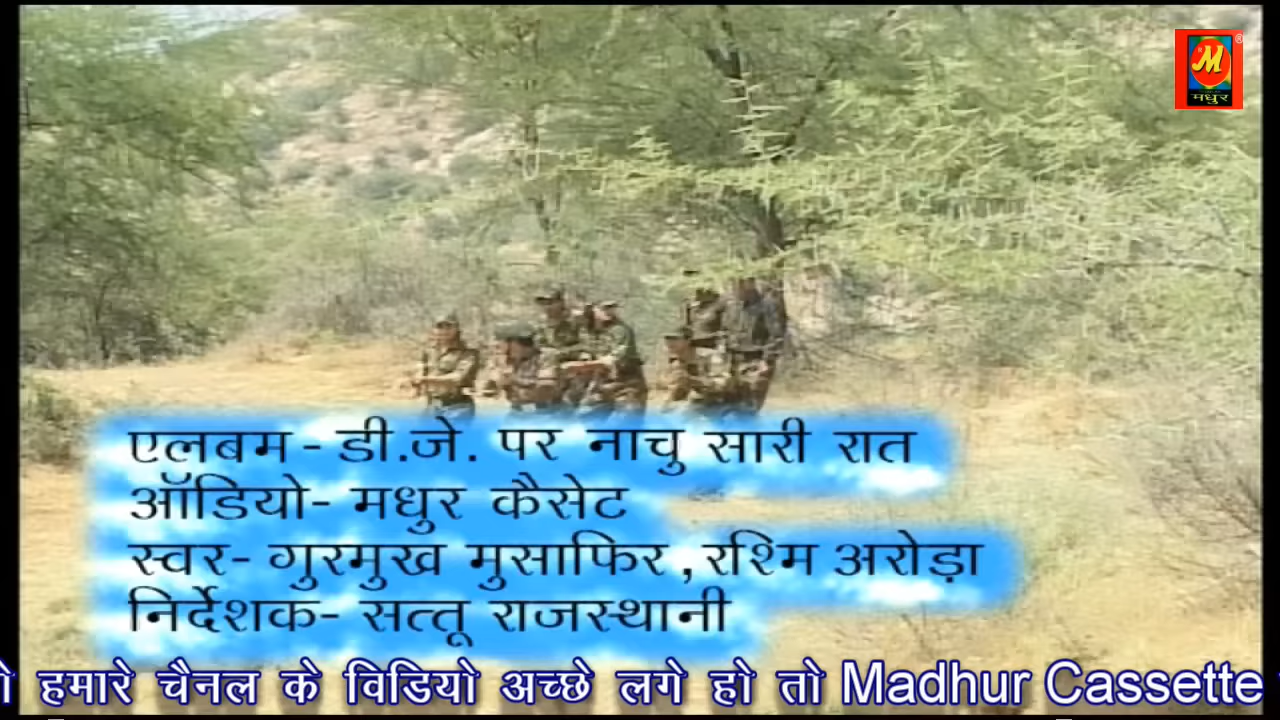 M
मधुर
एलबम - डी.जे. पर नाचु सारी रात
ऑडियो- मधुर कैसेट
स्वर- गुरमुख मुसाफिर ,रश्मि अरोड़ा
निर्देशक- सत्तू राजस्थानी
हमारे चैनल के विडियो अच्छे लगे हो तो Madhur Cassette